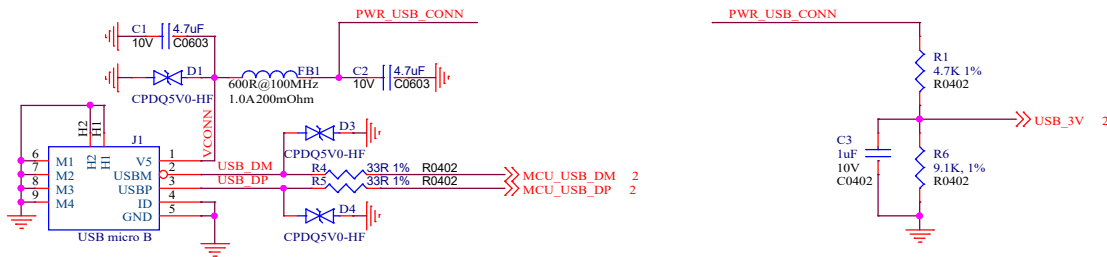 PWR_USB_CONN
PWR_USB_CONN
C1
10V
4.7uF
C0603
D1
CPDQ5V0-HF
FB1
600R@100MHz
1.0A200mOhm
C2
10V
4.7uF
C0603
R1
4.7K 1%
R0402
USB_3V 2
C3
1uF
10V
C0402
R6
9.1K, 1%
R0402
VCONN
H2
H1
J1
D3
CPDQ5V0-HF
6 M1 H2 H1 V5 1
7 M2 USBM 2 USB_DM
8 M3 USBP 3 USB_DP
9 M4 ID 4
GND 5
USB micro B
R4 33R 1% R0402 MCU_USB_DM 2
R5 33R 1% R0402 MCU_USB_DP 2
D4
CPDQ5V0-HF